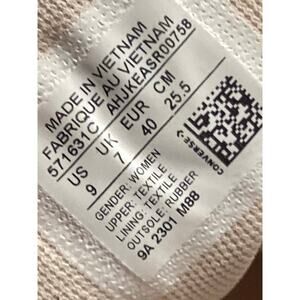 MADE IN VIETNAM
FABRIQUE AU VIETNAM
571631C AHJKEASR00758
US UK EUR CM
9 7 40 25.5
GENDER: WOMEN
UPPER: TEXTILE
LINING: TEXTILE
OUTSOLE: RUBBER
9A 2301 M88
CONVERSE